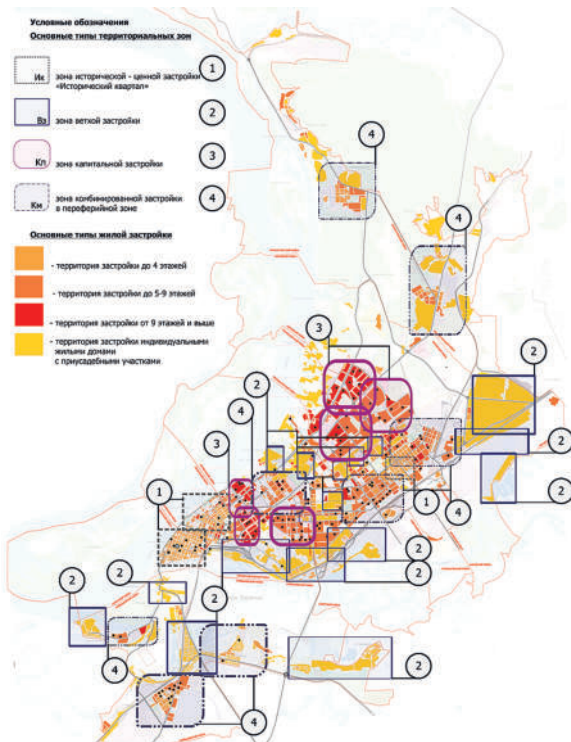 Условные обозначения
Основные типы территориальных зон
Ик
зона исторической - ценной застройки
«Исторический квартал»
1
Вз
зона ветхой застройки
2
Кп
зона капитальной застройки
3
Км
зона комбинированной застройки
в переферийной зоне
4
Основные типы жилой застройки
- территория застройки до 4 этажей
- территория застройки до 5-9 этажей
- территория застройки от 9 этажей и выше
- территория застройки индивидуальными
жилыми домами
с приусадебными участками
4
4
3
2
2
4
3
2
2
1
1
4
2
2
2
2
4
2
2
4